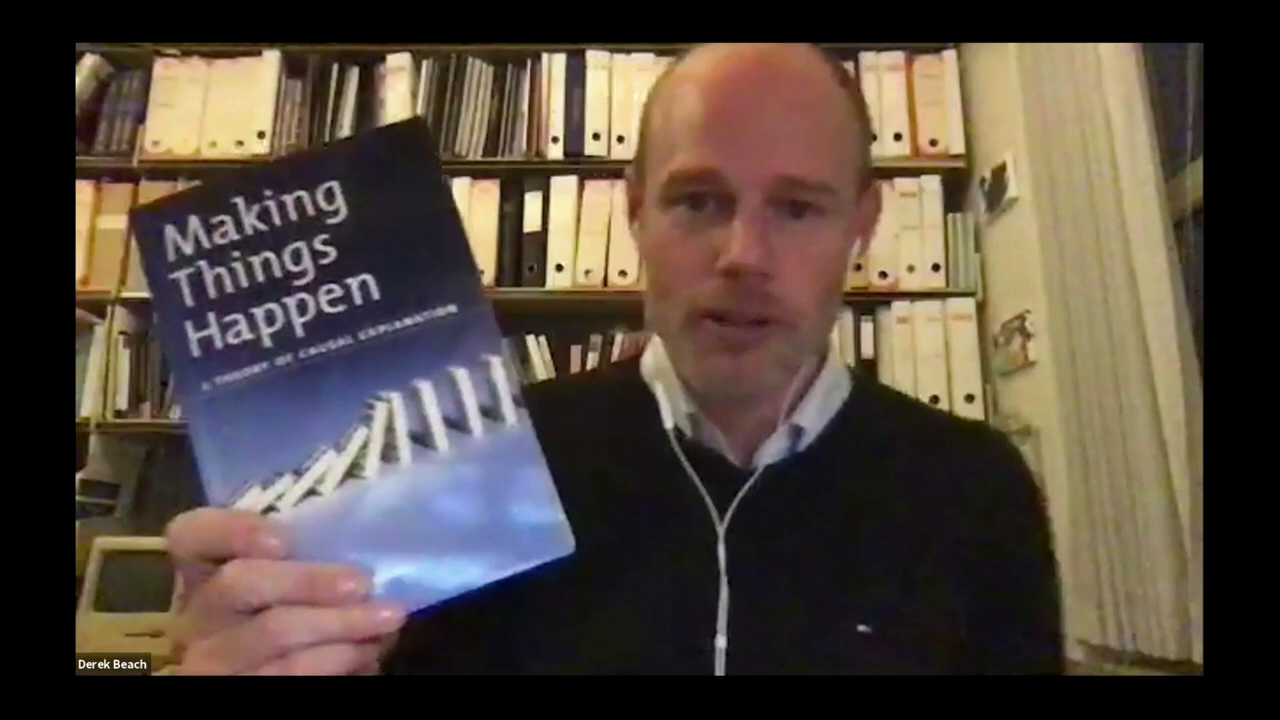 Making
Things
Happen
A THEORY OF CAUSAL EXPLANATION
Derek Beach